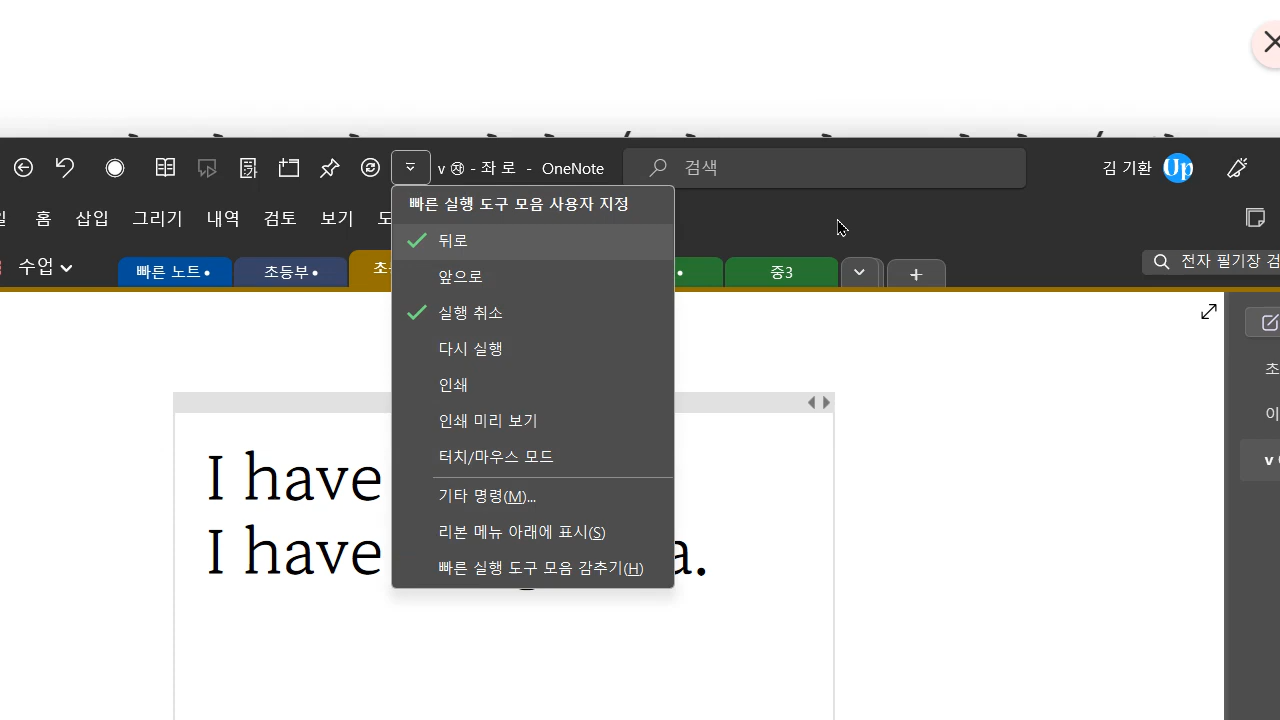 v ㉘ - 좌 로 - OneNote
검색
김 기환
Up
홈 삽입 그리기 내역 검토 보기
수업
빠른 노트
초등부
중3
전자 필기장
빠른 실행 도구 모음 사용자 지정
뒤로
앞으로
실행 취소
다시 실행
인쇄
인쇄 미리 보기
터치/마우스 모드
기타 명령(M)...
리본 메뉴 아래에 표시(S)
빠른 실행 도구 모음 감추기(H)
I have
I have a.